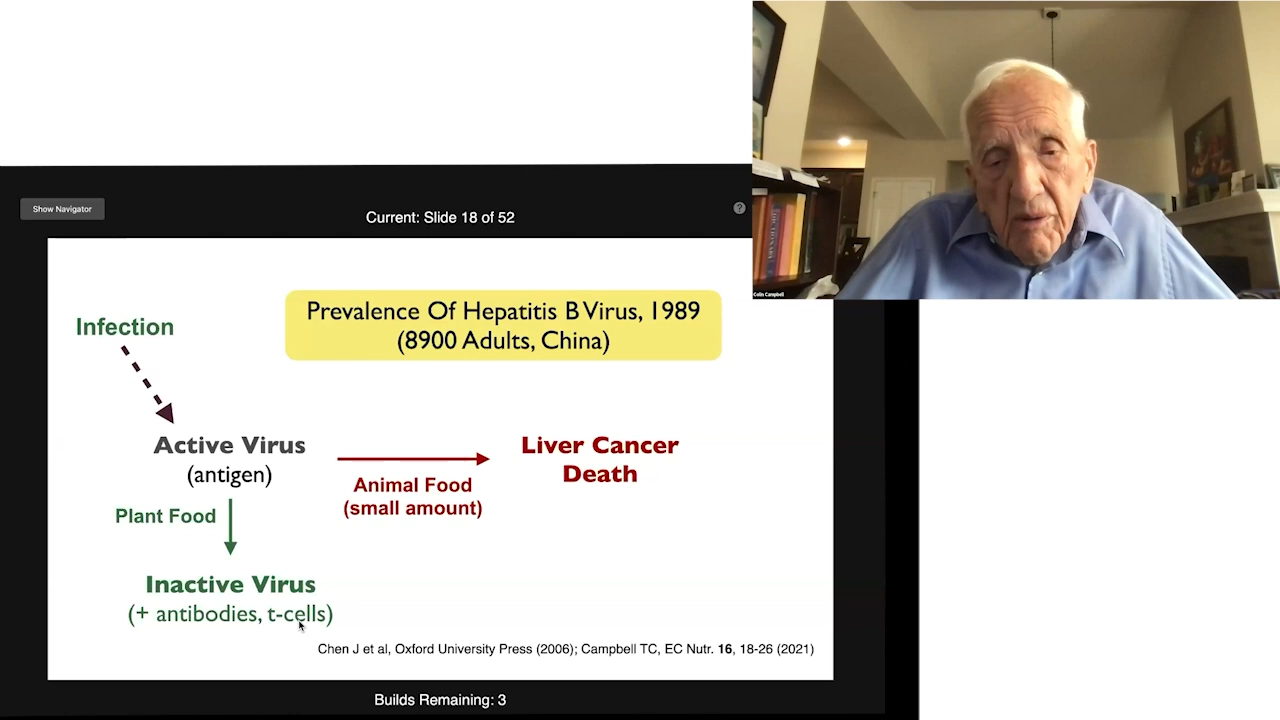 Colin Campbell
Show Navigator
Current: Slide 18 of 52
?
Prevalence Of Hepatitis B Virus, 1989
(8900 Adults, China)
Infection
Active Virus
(antigen)
Animal Food
(small amount)
Liver Cancer
Death
Plant Food
Inactive Virus
(+ antibodies, t-cells)
Chen J et al, Oxford University Press (2006); Campbell TC, EC Nutr. 16, 18-26 (2021)
Builds Remaining: 3